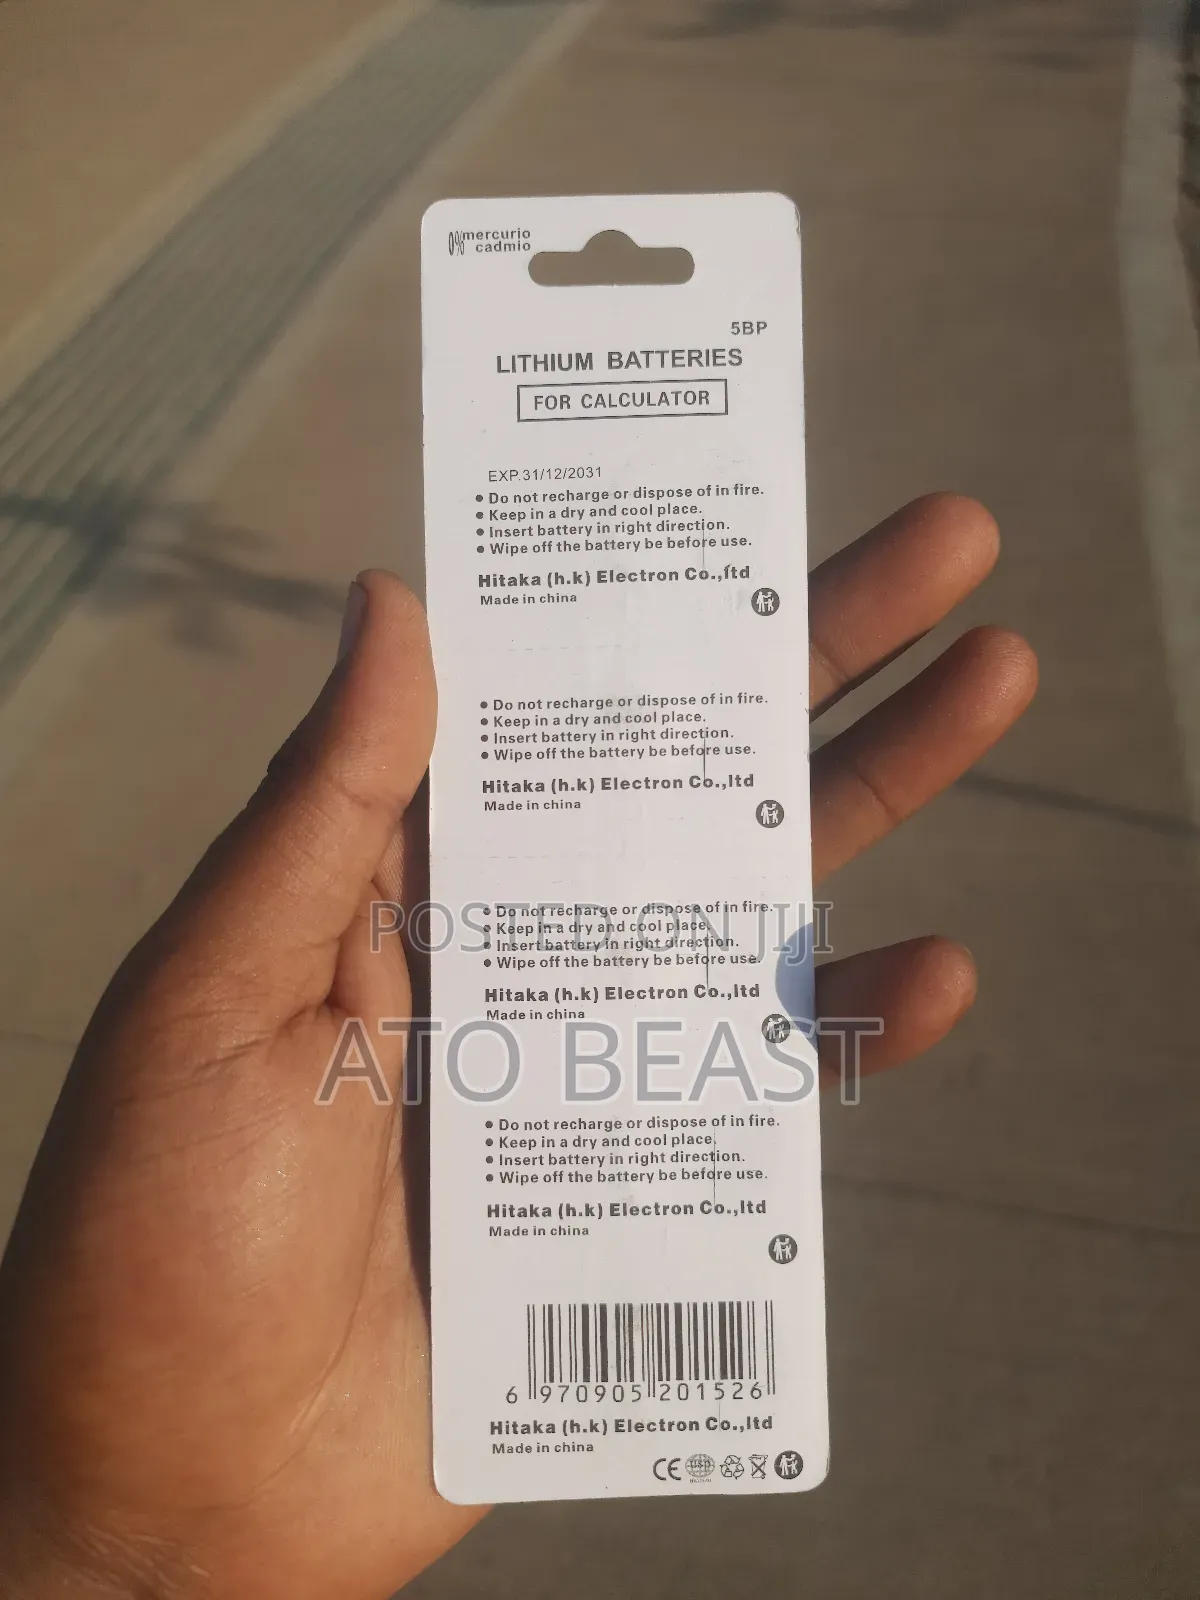 0% mercurio
cadmio
5BP
LITHIUM BATTERIES
FOR CALCULATOR
EXP.31/12/2031
• Do not recharge or dispose of in fire.
• Keep in a dry and cool place.
• Insert battery in right direction.
• Wipe off the battery be before use.
Hitaka (h.k) Electron Co.,ltd
Made in china
• Do not recharge or dispose of in fire.
• Keep in a dry and cool place.
• Insert battery in right direction.
• Wipe off the battery be before use.
Hitaka (h.k) Electron Co.,ltd
Made in china
POSTED ON JIJI
• Do not recharge or dispose of in fire.
• Keep in a dry and cool place.
• Insert battery in right direction.
• Wipe off the battery be before use.
Hitaka (h.k) Electron Co.,ltd
Made in china
ATO BEAST
• Do not recharge or dispose of in fire.
• Keep in a dry and cool place.
• Insert battery in right direction.
• Wipe off the battery be before use.
Hitaka (h.k) Electron Co.,ltd
Made in china
6 970905 201526
Hitaka (h.k) Electron Co.,ltd
Made in china
CE